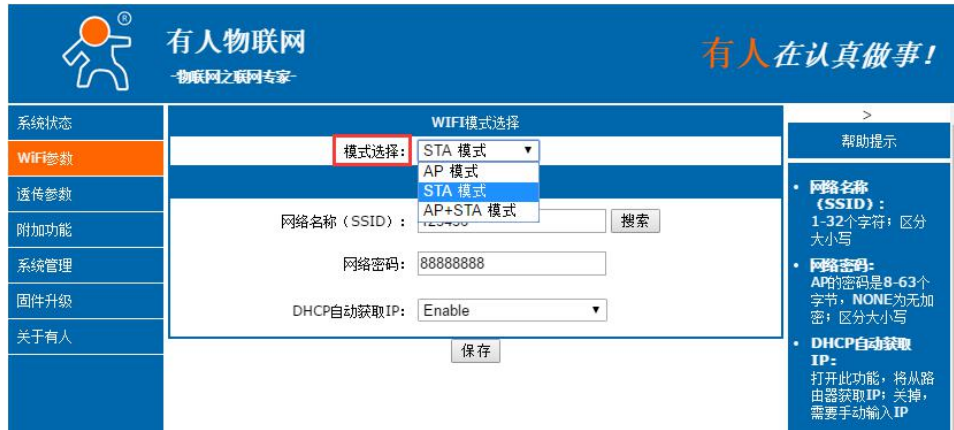 ®
有人物联网
-物联网之联网专家-
有人在认真做事!
系统状态
WiFi参数
透传参数
附加功能
系统管理
固件升级
关于有人
WIFI模式选择
模式选择: STA 模式
AP 模式
STA 模式
AP+STA 模式
网络名称（SSID）:
搜索
网络密码: 88888888
DHCP自动获取IP: Enable
保存
>
帮助提示
• 网络名称
（SSID）:
1-32个字符；区分
大小写
• 网络密码:
AP的密码是8-63个
字节，NONE为无加
密；区分大小写
• DHCP自动获取
IP:
打开此功能，将从路
由器获取IP；关掉，
需要手动输入IP